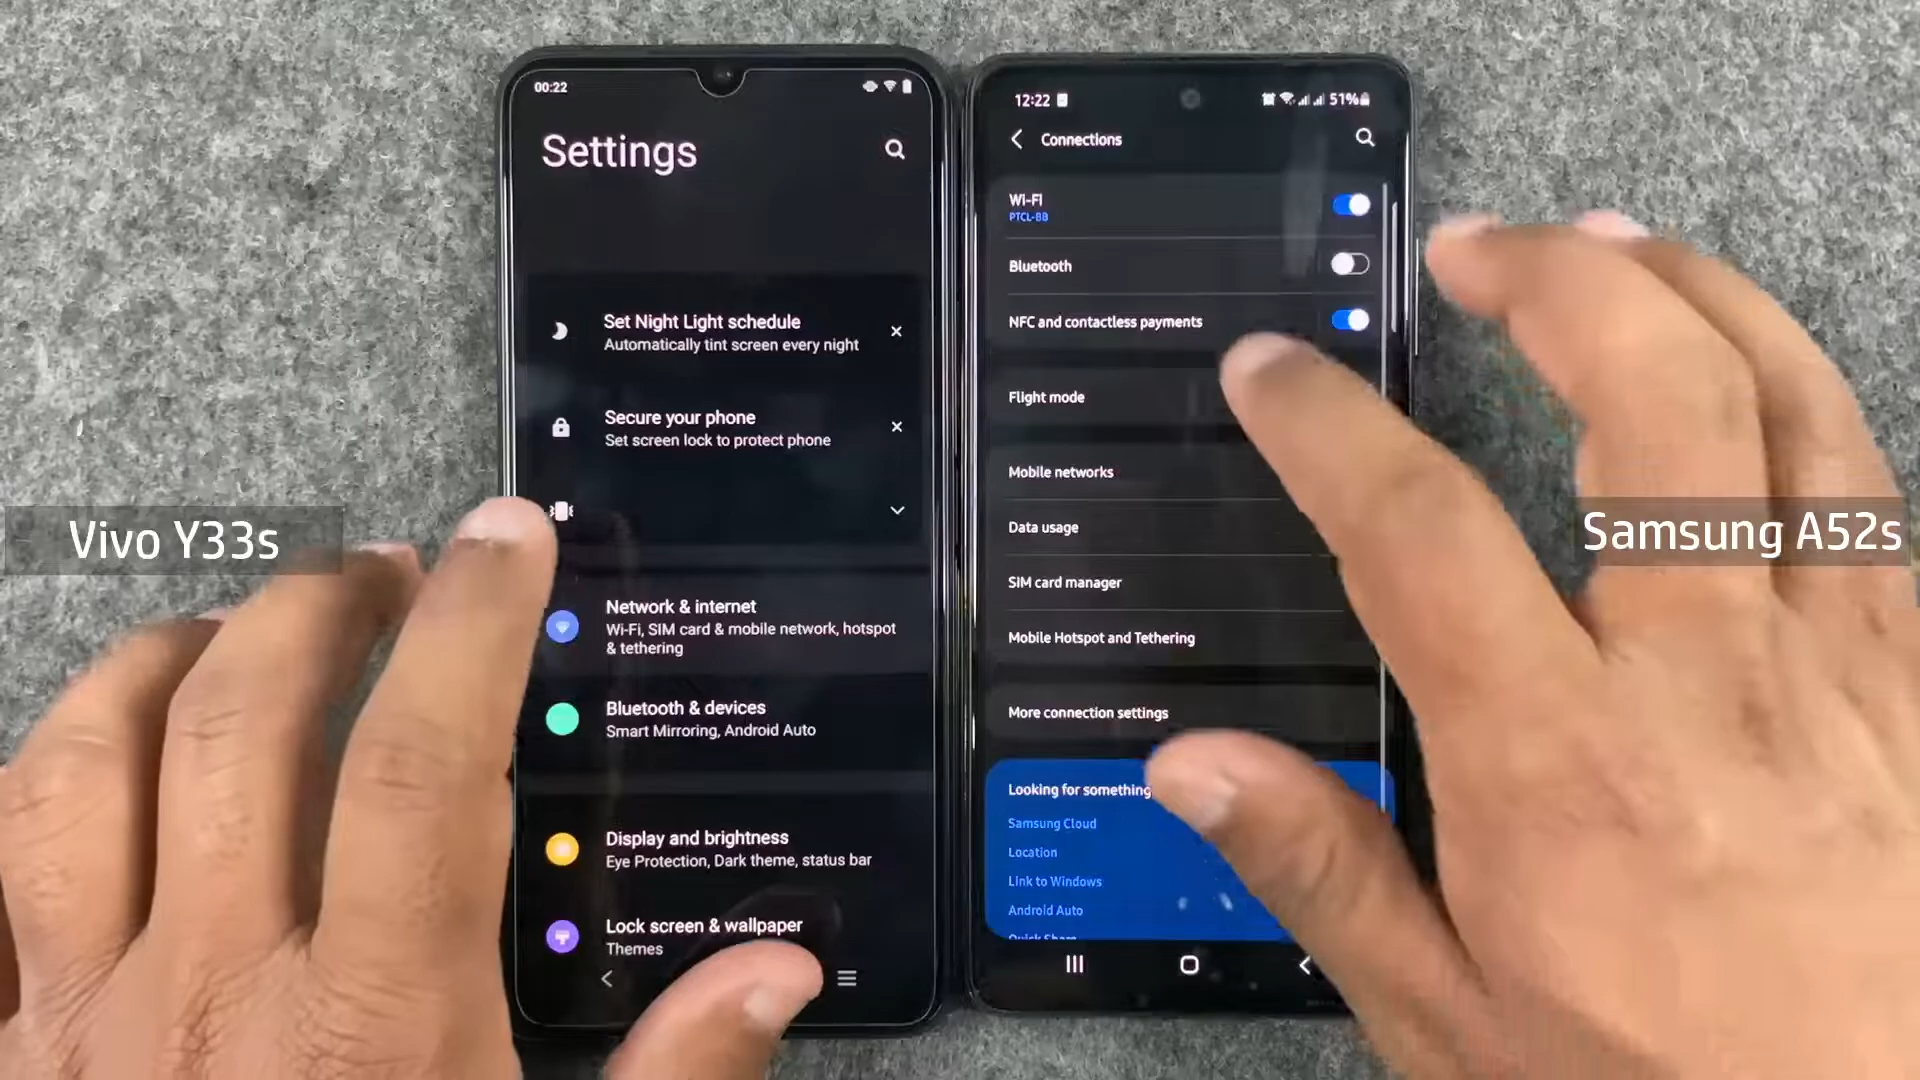 00:22
Settings
Set Night Light schedule
Automatically tint screen every night
Secure your phone
Set screen lock to protect phone
Network & internet
Wi-Fi, SIM card & mobile network, hotspot
& tethering
Bluetooth & devices
Smart Mirroring, Android Auto
Display and brightness
Eye Protection, Dark theme, status bar
Lock screen & wallpaper
Themes
Vivo Y33s
12:22
51%
Connections
Wi-Fi
PTCL-BB
Bluetooth
NFC and contactless payments
Flight mode
Mobile networks
Data usage
SIM card manager
Mobile Hotspot and Tethering
More connection settings
Looking for something
Samsung Cloud
Location
Link to Windows
Android Auto
Quick Share
Samsung A52s